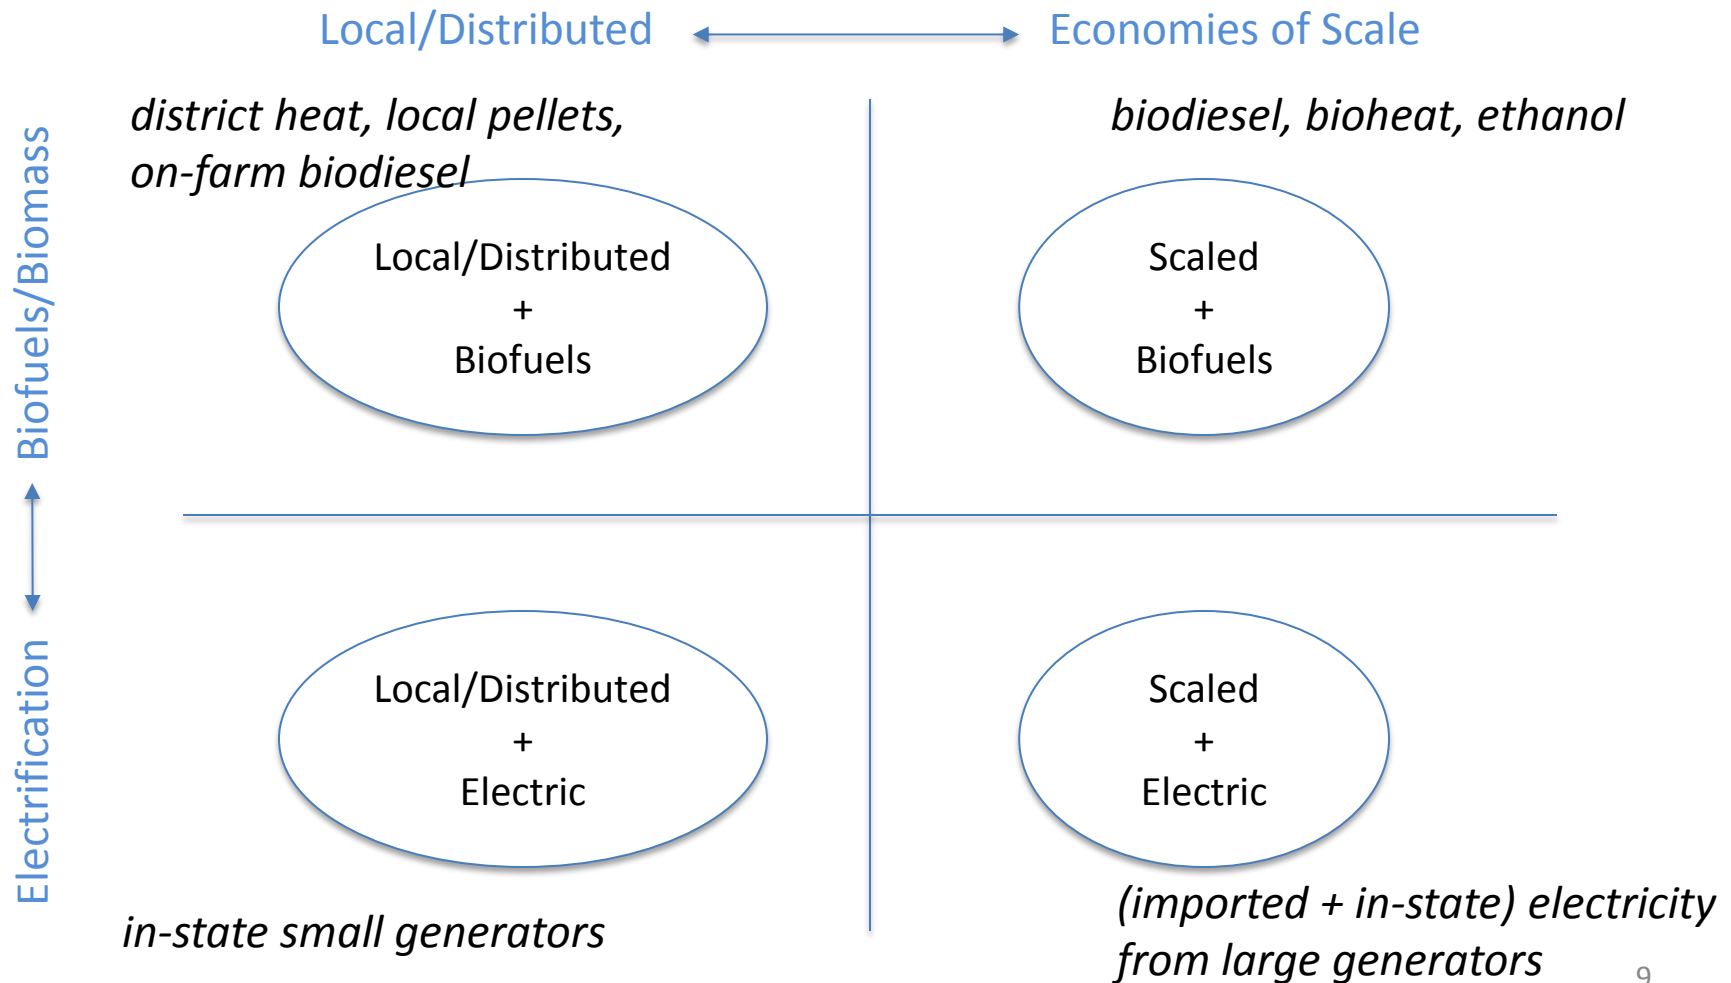 Local/Distributed
Economies of Scale
Biofuels/Biomass
Electrification
district heat, local pellets,
on-farm biodiesel
biodiesel, bioheat, ethanol
Local/Distributed
+
Biofuels
Scaled
+
Biofuels
Local/Distributed
+
Electric
Scaled
+
Electric
in-state small generators
(imported + in-state) electricity
from large generators
9